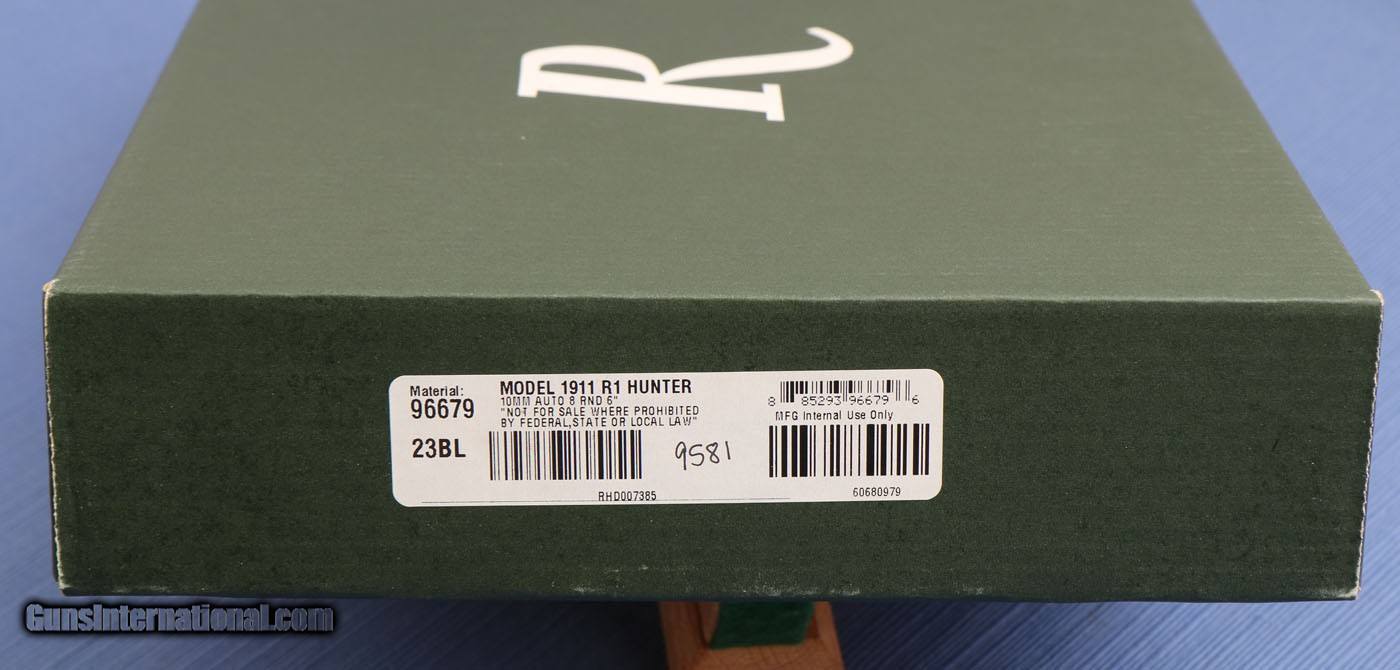 R
Material:
96679
23BL
MODEL 1911 R1 HUNTER
10MM AUTO 8 RND 6"
"NOT FOR SALE WHERE PROHIBITED
BY FEDERAL,STATE OR LOCAL LAW"
RHD007385
9581
8 85293 96679 6
MFG Internal Use Only
60680979
GunsInternational.com